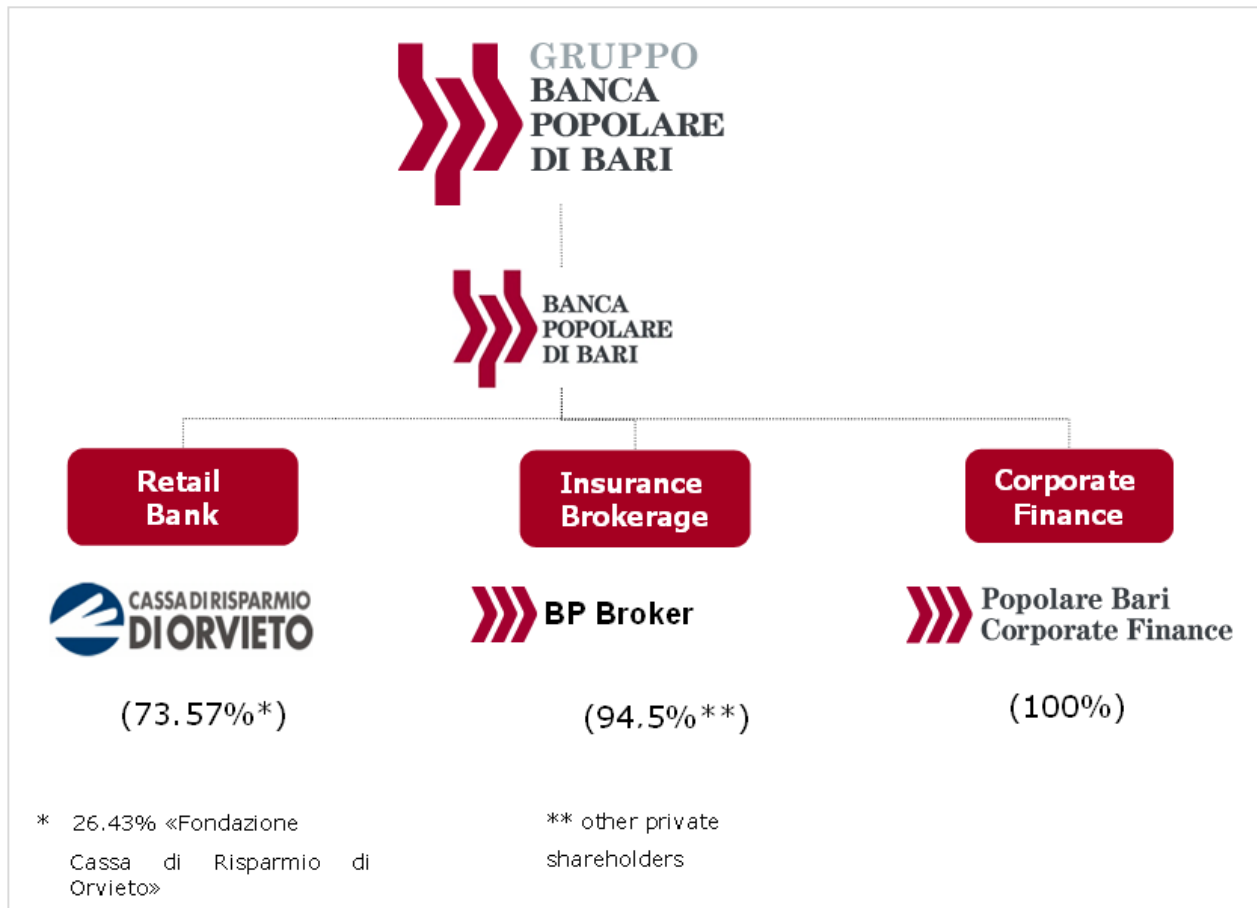 GRUPPO
BANCA
POPOLARE
DI BARI
BANCA
POPOLARE
DI BARI
Retail
Bank
Insurance
Brokerage
Corporate
Finance
CASSA DI RISPARMIO
DI ORVIETO
BP Broker
Popolare Bari
Corporate Finance
(73.57%*)
(94.5%**)
(100%)
* 26.43% «Fondazione
Cassa di Risparmio di
Orvieto»
** other private
shareholders